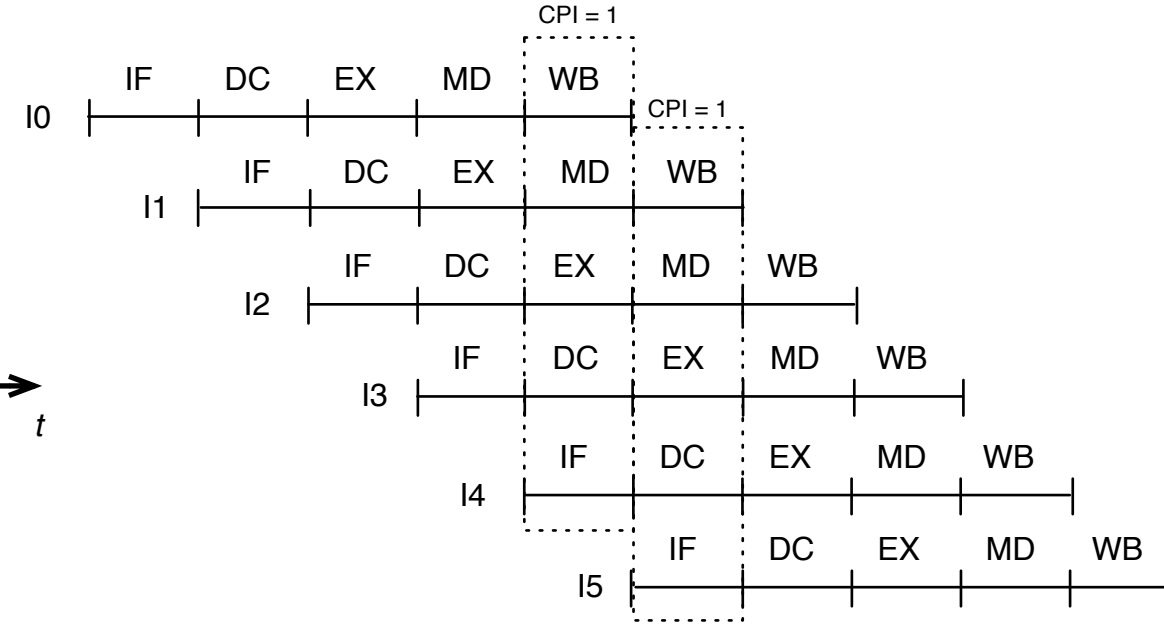 CPI = 1
IF DC EX MD WB
I0
CPI = 1
IF DC EX MD WB
I1
IF DC EX MD WB
I2
IF DC EX MD WB
I3
t
IF DC EX MD WB
I4
IF DC EX MD WB
I5